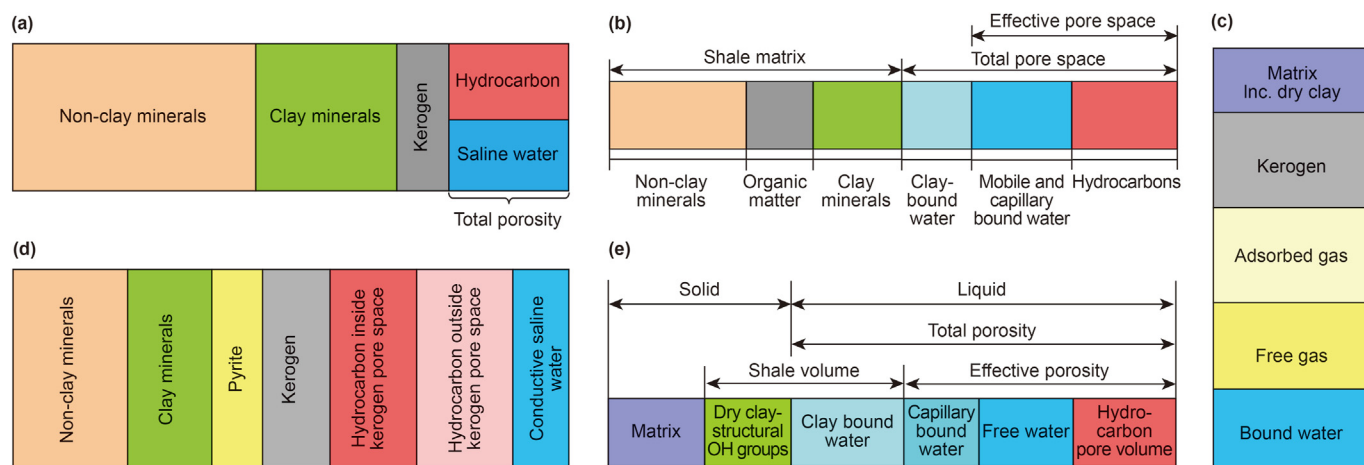 (a)
Non-clay minerals
Clay minerals
Kerogen
Hydrocarbon
Saline water
Total porosity
(b)
Effective pore space
Shale matrix
Total pore space
Non-clay
minerals
Organic
matter
Clay
minerals
Clay-
bound
water
Mobile and
capillary
bound water
Hydrocarbons
(c)
Matrix
Inc. dry clay
Kerogen
Adsorbed gas
Free gas
Bound water
(d)
Non-clay minerals
Clay minerals
Pyrite
Kerogen
Hydrocarbon inside
kerogen pore space
Hydrocarbon outside
kerogen pore space
Conductive saline
water
(e)
Solid
Liquid
Total porosity
Shale volume
Effective porosity
Matrix
Dry clay-
structural
OH groups
Clay bound
water
Capillary
bound
water
Free water
Hydro-
carbon
pore volume